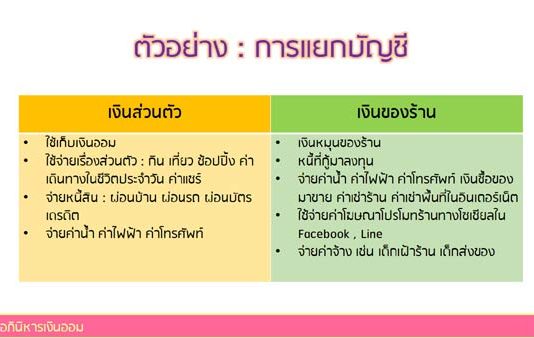 ตัวอย่าง : การแยกบัญชี
เงินส่วนตัว
• ใช้เก็บเงินออม
• ใช้จ่ายเรื่องส่วนตัว : กิน เที่ยว ช้อปปิ้ง ค่า
เดินทางในชีวิตประจำวัน ค่าแชร์
• จ่ายหนี้สิน : ผ่อนบ้าน ผ่อนรถ ผ่อนบัตร
เครดิต
• จ่ายค่าน้ำ ค่าไฟฟ้า ค่าโทรศัพท์
เงินของร้าน
• เงินหมุนของร้าน
• หนี้ที่กู้มาลงทุน
• จ่ายค่าน้ำ ค่าไฟฟ้า ค่าโทรศัพท์ เงินซื้อของ
มาขาย ค่าเช่าร้าน ค่าเช่าพื้นที่ในอินเตอร์เน็ต
• ใช้จ่ายค่าโฆษณาโปรโมทร้านทางโซเชียลใน
Facebook , Line
• จ่ายค่าจ้าง เช่น เด็กเฝ้าร้าน เด็กส่งของ
อภินิหารเงินออม